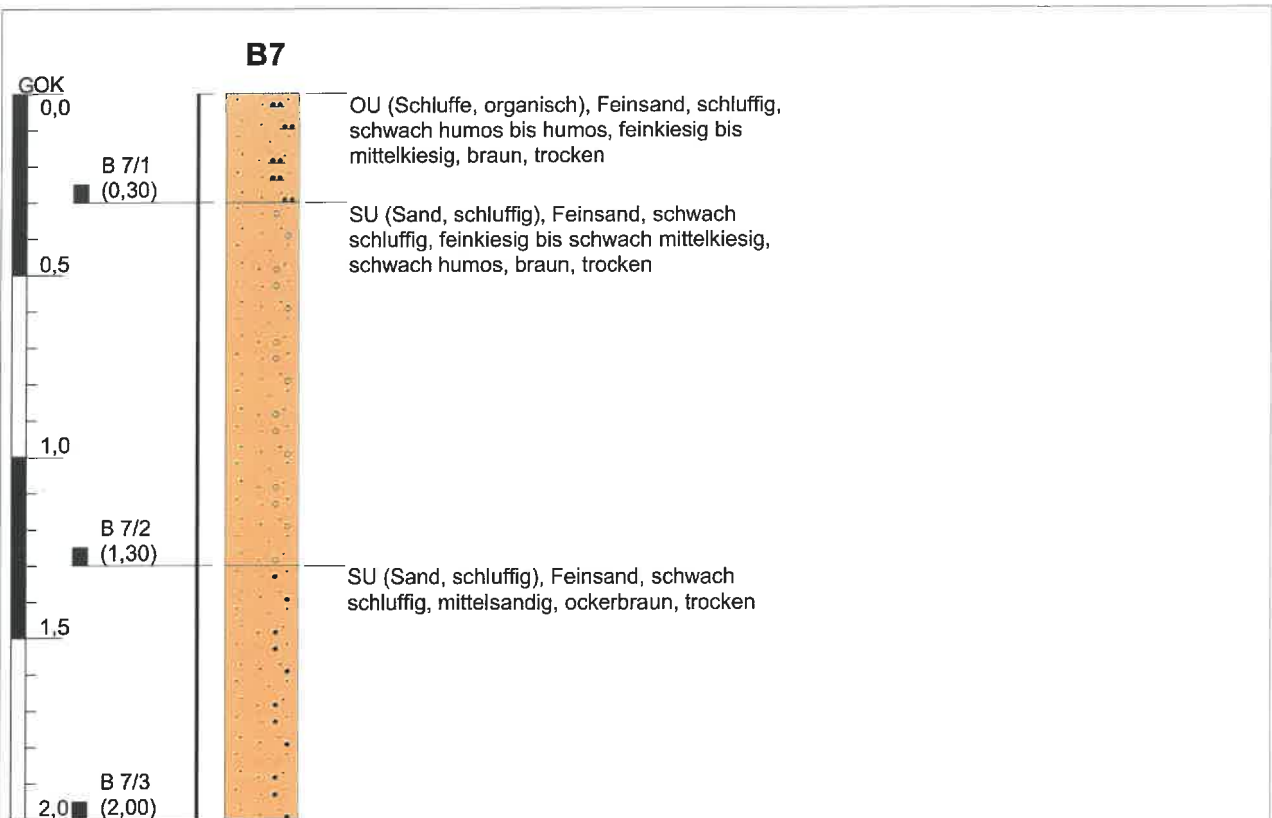 B7
GOK
0,0
OU (Schluffe, organisch), Feinsand, schluffig,
schwach humos bis humos, feinkiesig bis
mittelkiesig, braun, trocken
B 7/1
(0,30)
SU (Sand, schluffig), Feinsand, schwach
schluffig, feinkiesig bis schwach mittelkiesig,
schwach humos, braun, trocken
0,5
1,0
B 7/2
(1,30)
SU (Sand, schluffig), Feinsand, schwach
schluffig, mittelsandig, ockerbraun, trocken
1,5
B 7/3
2,0 (2,00)